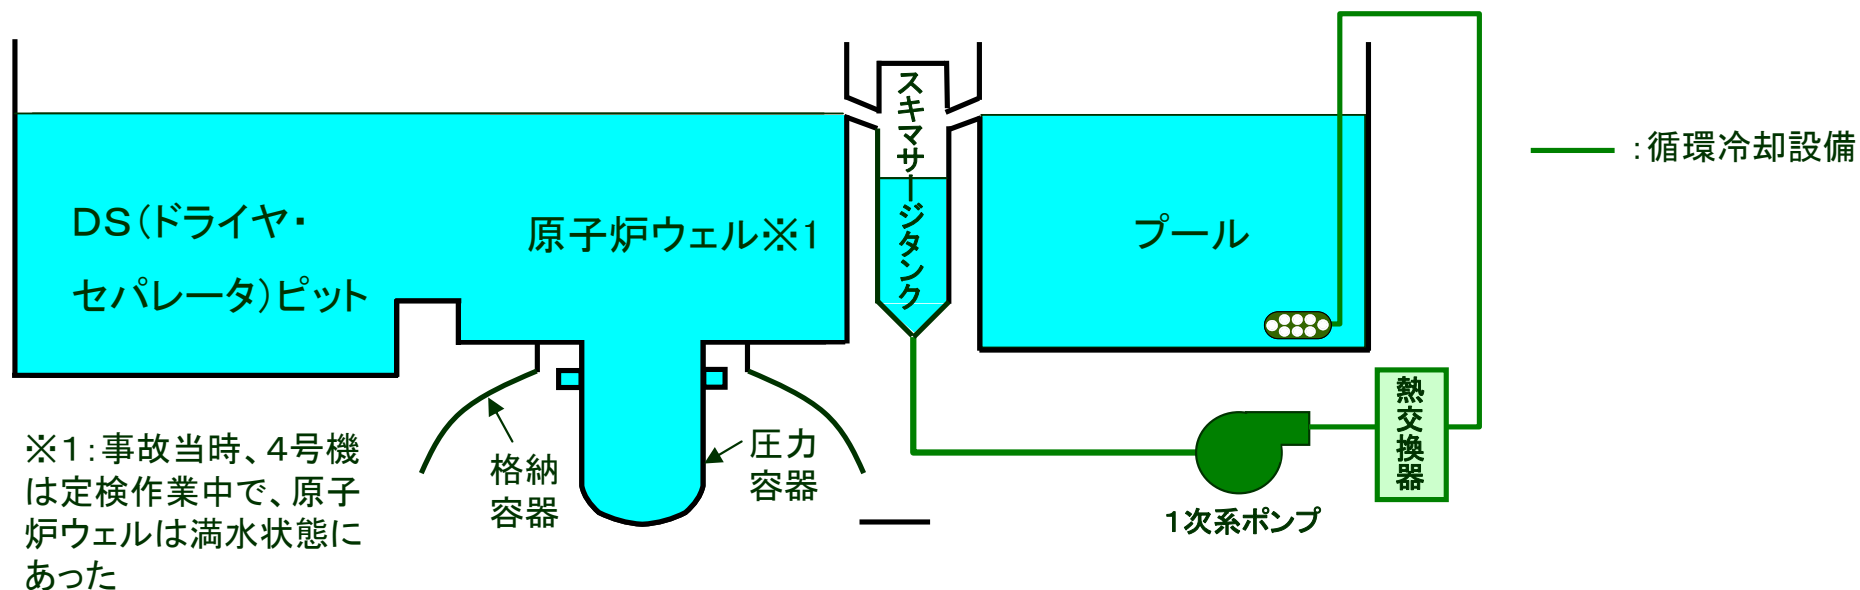 スキマサージタンク
：循環冷却設備
ＤＳ（ドライヤ・
セパレータ）ピット
原子炉ウェル※１
プール
熱交換器
※１：事故当時、４号機
は定検作業中で、原子
炉ウェルは満水状態に
あった
格納
容器
圧力
容器
１次系ポンプ